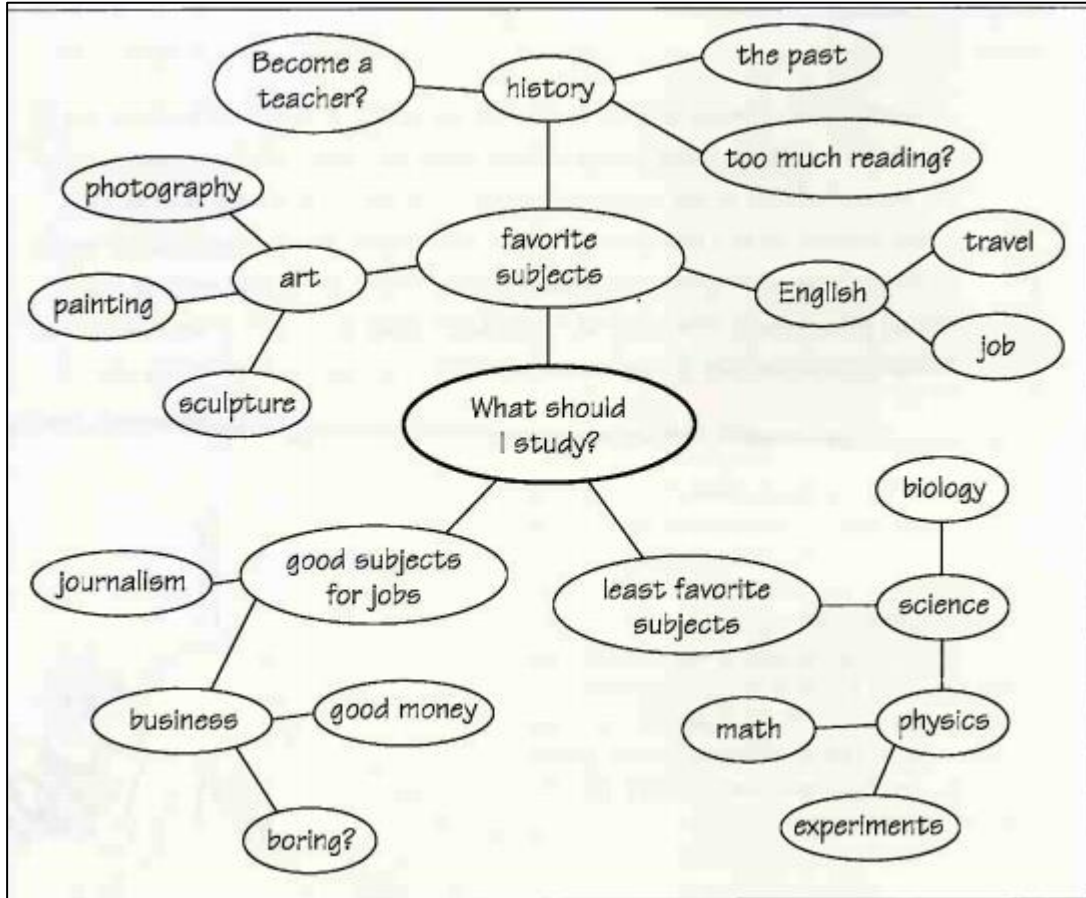 Become a
teacher?
history
the past
too much reading?
photography
painting
art
sculpture
favorite
subjects
English
travel
job
What should
I study?
journalism
good subjects
for jobs
business
good money
boring?
least favorite
subjects
biology
science
physics
math
experiments